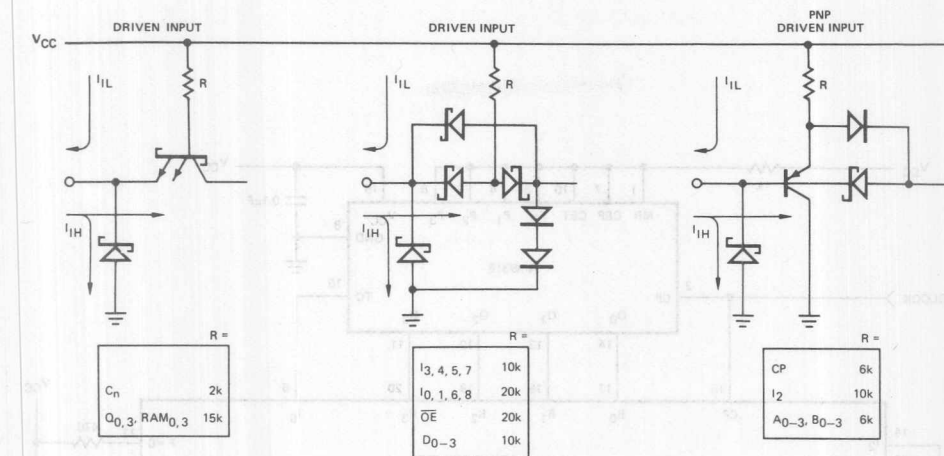 DRIVEN INPUT
DRIVEN INPUT
PNP
DRIVEN INPUT
VCC
IIL
R
IIL
R
IIL
R
IIH
IIH
IIH
R =
Cn 2k
Q0, 3, RAM0, 3 15k
R =
I3, 4, 5, 7 10k
I0, 1, 6, 8 20k
OE 20k
D0–3 10k
R =
CP 6k
I2 10k
A0–3, B0–3 6k